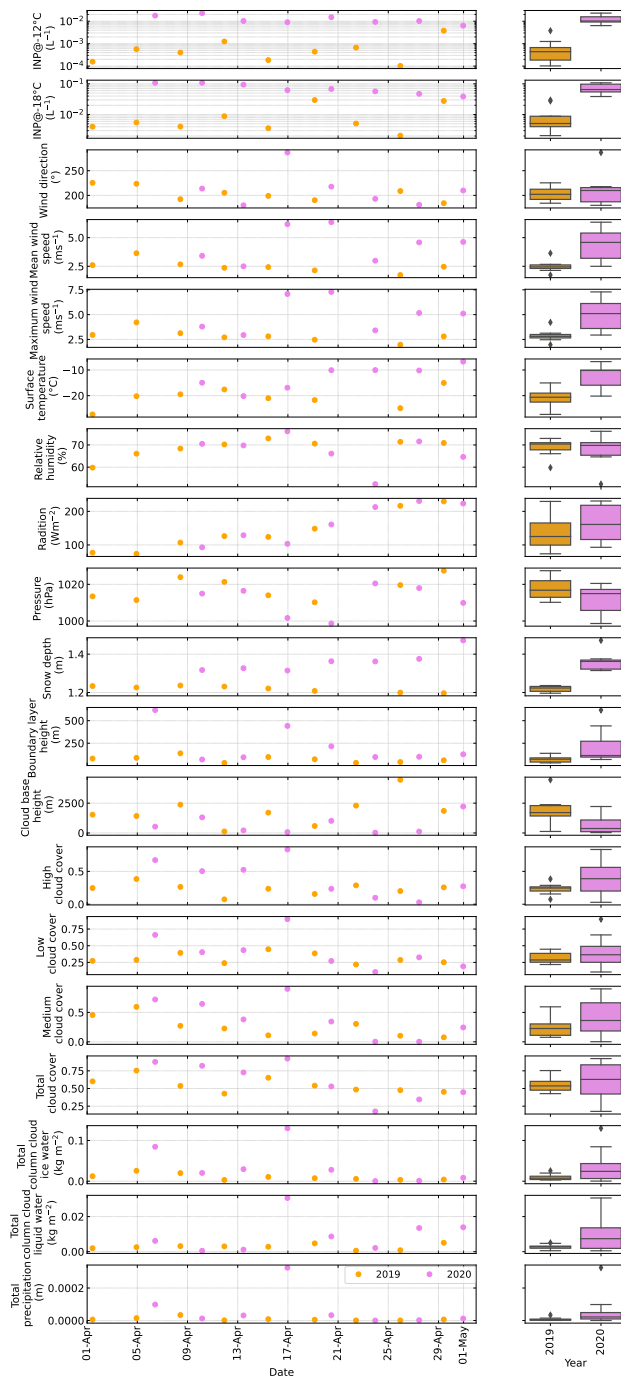 INP@-12°C
(L⁻¹)
10⁻²
10⁻³
10⁻⁴
INP@-18°C
(L⁻¹)
10⁻¹
10⁻²
Wind direction
(°)
250
200
Mean wind
speed
(ms⁻¹)
5.0
2.5
Maximum wind
speed
(ms⁻¹)
7.5
5.0
2.5
Surface
temperature
(°C)
−10
−20
Relative
humidity
(%)
70
60
Radition
(Wm⁻²)
200
100
Pressure
(hPa)
1020
1000
Snow depth
(m)
1.4
1.2
Boundary layer
height
(m)
500
250
Cloud base
height
(m)
2500
0
High
cloud cover
0.5
0.0
Low
cloud cover
0.75
0.50
0.25
Medium
cloud cover
0.5
0.0
Total
cloud cover
0.75
0.50
0.25
Total
column cloud
ice water
(kg m⁻²)
0.1
0.0
Total
column cloud
liquid water
(kg m⁻²)
0.02
0.00
Total
precipitation
(m)
0.0002
0.0000
2019 2020
01-Apr 05-Apr 09-Apr 13-Apr 17-Apr 21-Apr 25-Apr 29-Apr 01-May
Date
2019 2020
Year